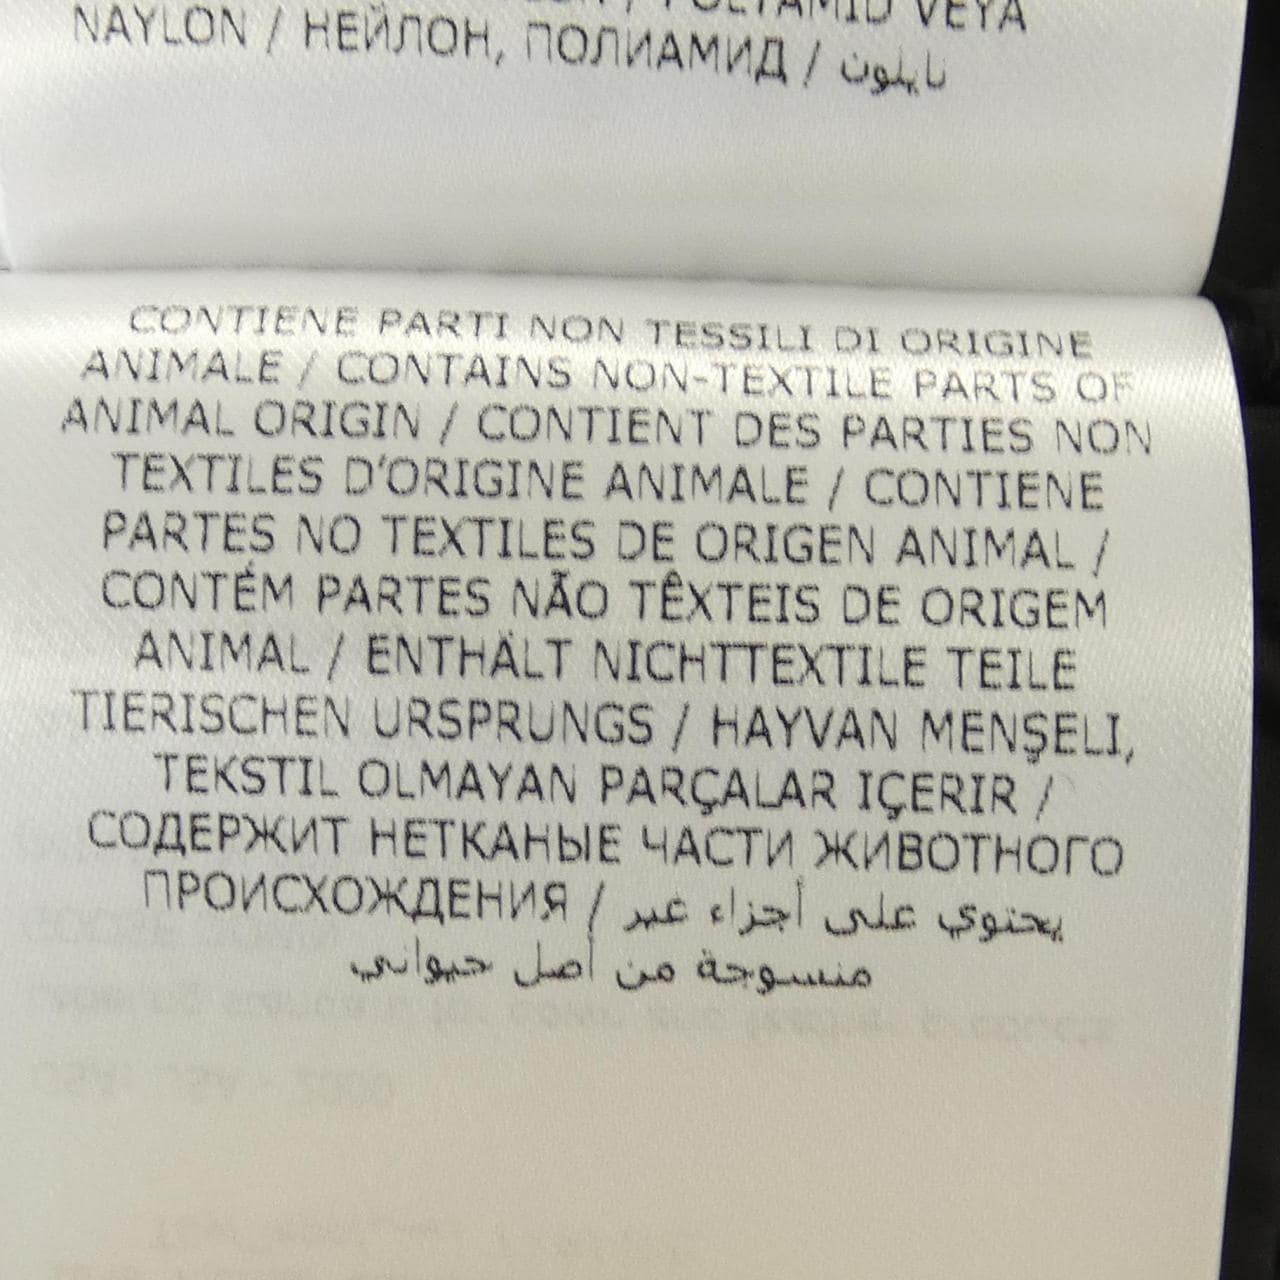 POLYAMID VEYA
NAYLON / НЕЙЛОН, ПОЛИАМИД / نايلون
CONTIENE PARTI NON TESSILI DI ORIGINE
ANIMALE / CONTAINS NON-TEXTILE PARTS OF
ANIMAL ORIGIN / CONTIENT DES PARTIES NON
TEXTILES D'ORIGINE ANIMALE / CONTIENE
PARTES NO TEXTILES DE ORIGEN ANIMAL /
CONTÉM PARTES NÃO TÊXTEIS DE ORIGEM
ANIMAL / ENTHÄLT NICHTTEXTILE TEILE
TIERISCHEN URSPRUNGS / HAYVAN MENŞELI,
TEKSTIL OLMAYAN PARÇALAR IÇERIR /
СОДЕРЖИТ НЕТКАНЫЕ ЧАСТИ ЖИВОТНОГО
ПРОИСХОЖДЕНИЯ / يحتوي على أجزاء غير
منسوجة من أصل حيواني